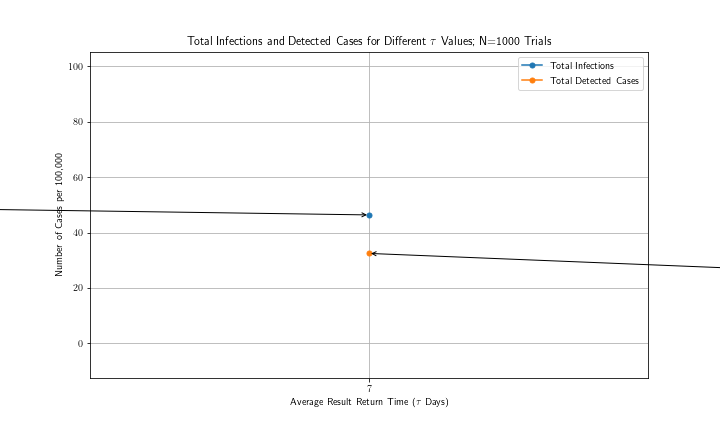 Total Infections and Detected Cases for Different τ Values; N=1000 Trials
Total Infections
Total Detected Cases
100
80
60
40
20
0
Number of Cases per 100,000
7
Average Result Return Time (τ Days)